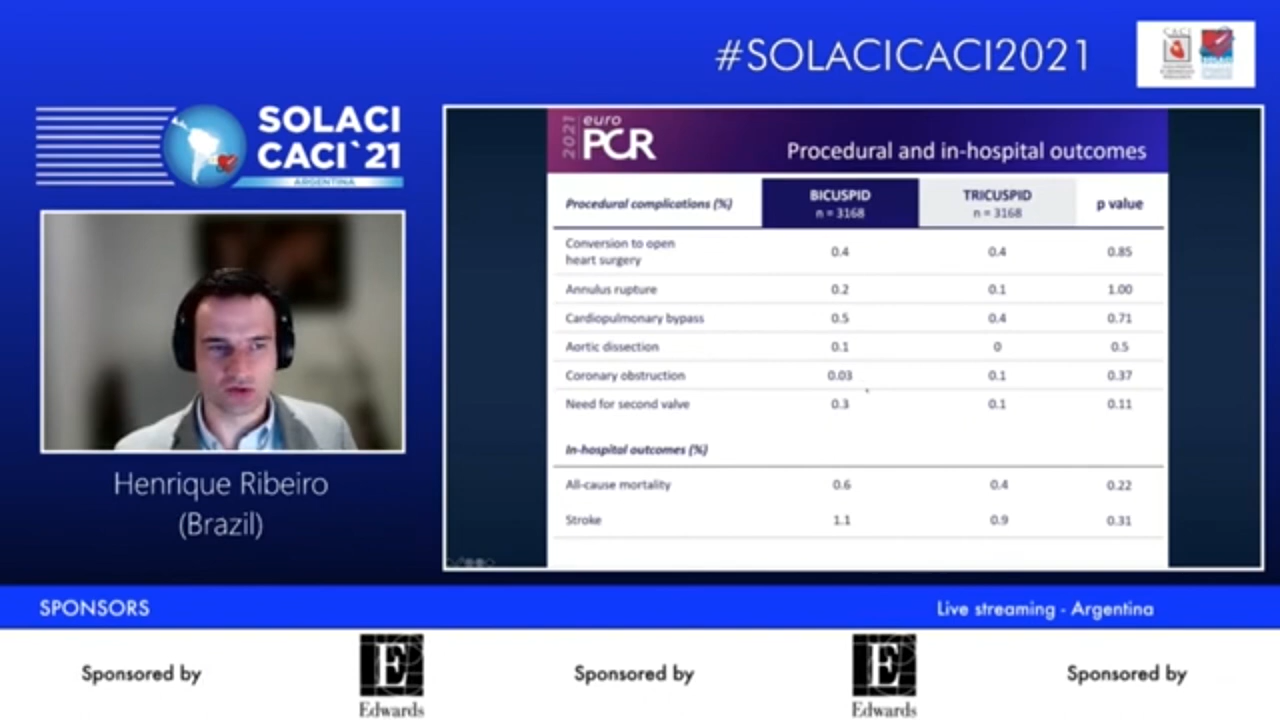 #SOLACICACI2021
CACI
SOLACI
CACI`21
ARGENTINA
Henrique Ribeiro
(Brazil)
2021 euro
PCR
Procedural and in-hospital outcomes
Procedural complications (%) BICUSPID n = 3168 TRICUSPID n = 3168 p value
Conversion to open
heart surgery 0.4 0.4 0.85
Annulus rupture 0.2 0.1 1.00
Cardiopulmonary bypass 0.5 0.4 0.71
Aortic dissection 0.1 0 0.5
Coronary obstruction 0.03 0.1 0.37
Need for second valve 0.3 0.1 0.11
In-hospital outcomes (%)
All-cause mortality 0.6 0.4 0.22
Stroke 1.1 0.9 0.31
SPONSORS
Live streaming - Argentina
Sponsored by
E
Edwards
Sponsored by
E
Edwards
Sponsored by